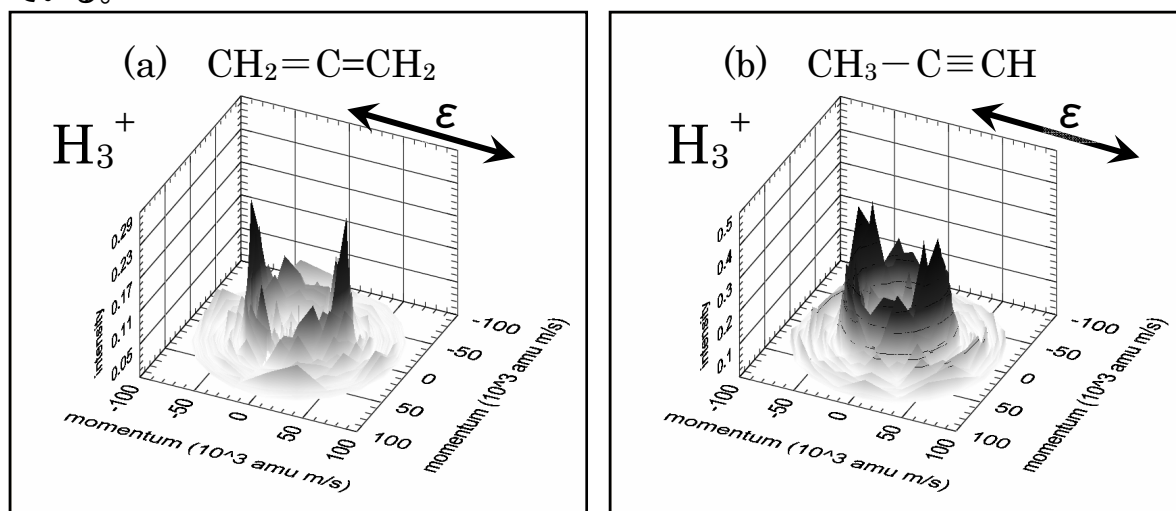 ている。
(a) CH₂=C=CH₂
H₃⁺
ε
0.29
0.23
0.17
0.11
0.05
intensity
-100
-50
0
50
100
momentum (10^3 amu m/s)
-100
-50
0
50
100
momentum (10^3 amu m/s)
(b) CH₃−C≡CH
H₃⁺
ε
0.5
0.4
0.3
0.2
0.1
intensity
-100
-50
0
50
100
momentum (10^3 amu m/s)
-100
-50
0
50
100
momentum (10^3 amu m/s)